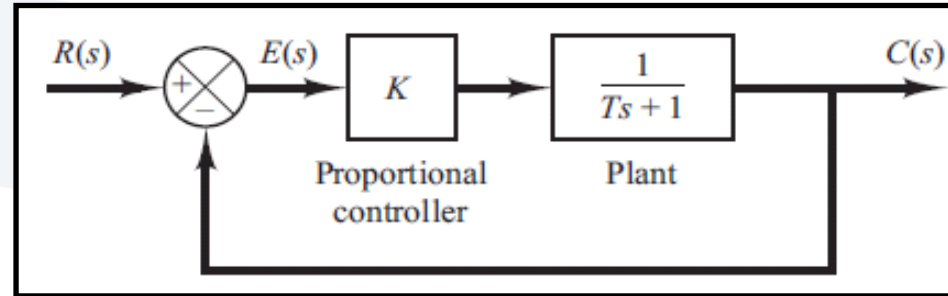 R(s)
+
−
E(s)
K
1
Ts + 1
C(s)
Proportional
controller
Plant